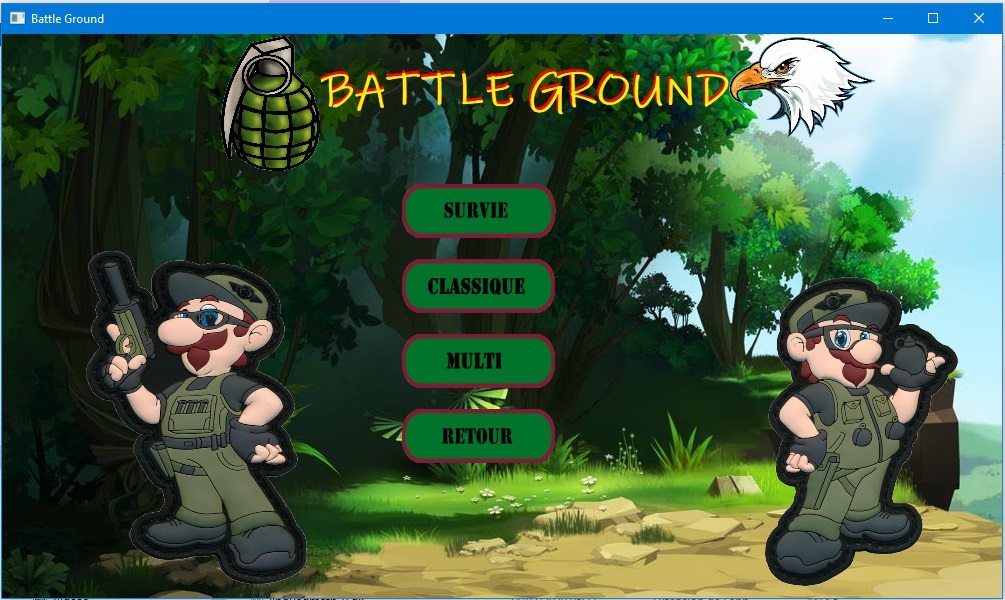 Battle Ground
BATTLE GROUND
SURVIE
CLASSIQUE
MULTI
RETOUR